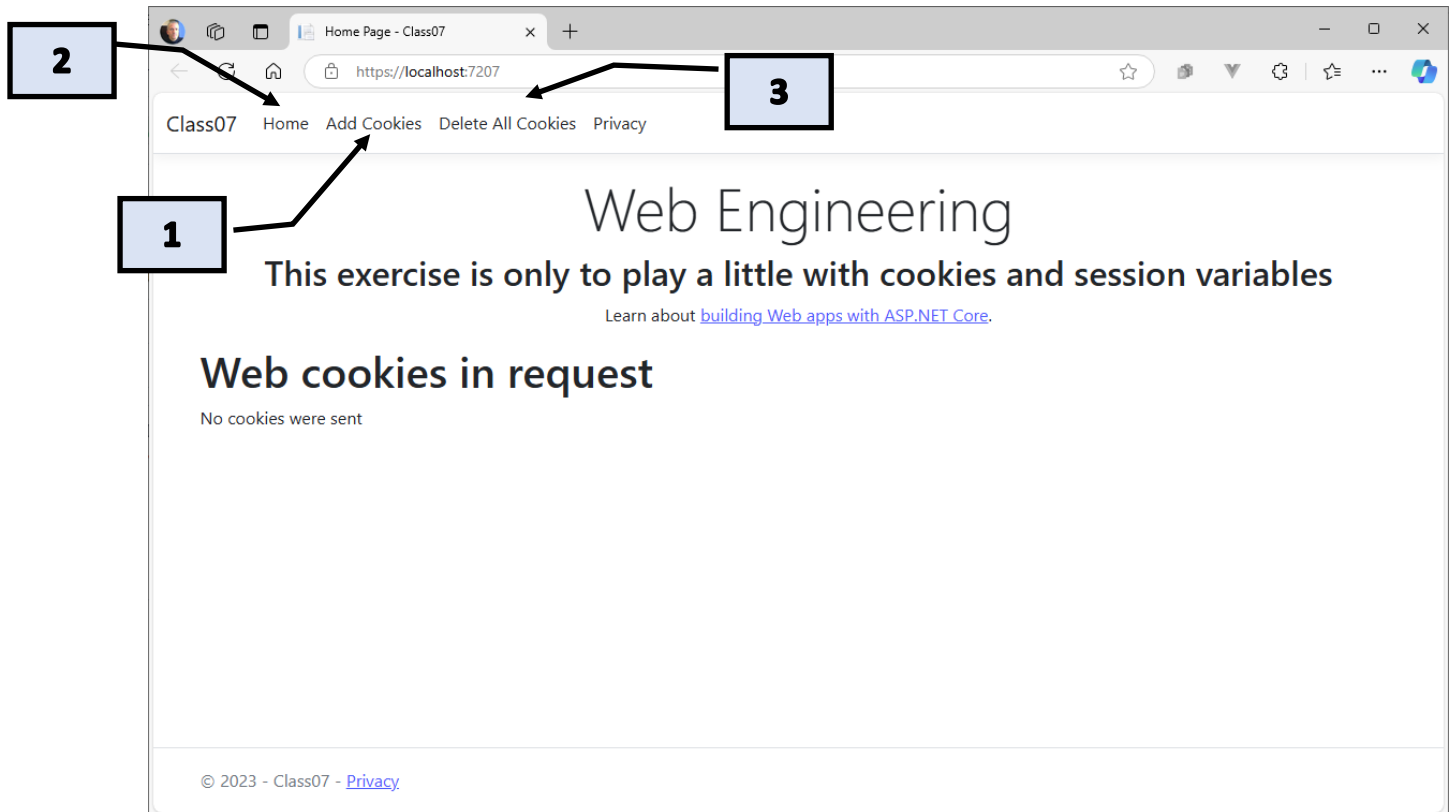 2
Home Page - Class07
https://localhost:7207
3
Class07 Home Add Cookies Delete All Cookies Privacy
1
Web Engineering
This exercise is only to play a little with cookies and session variables
Learn about building Web apps with ASP.NET Core.
Web cookies in request
No cookies were sent
© 2023 - Class07 - Privacy